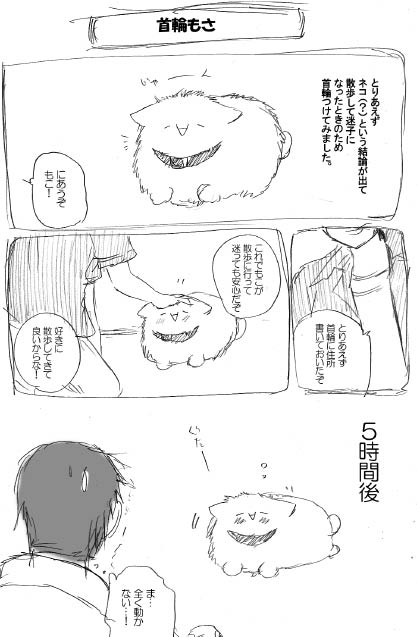 首輪もさ
とりあえず
ネコ(？)という結論が出て
散歩して迷子に
なったときのため
首輪つけてみました。
じゃーん
にあうぞ
もこ！
とりあえず
首輪に住所
書いておいたぞ
これでもこが
散歩に行って
迷っても安心だぞ
好きに
散歩してきて
良いからな！
5時間後
くたー
ま…
全く動か
ない…！